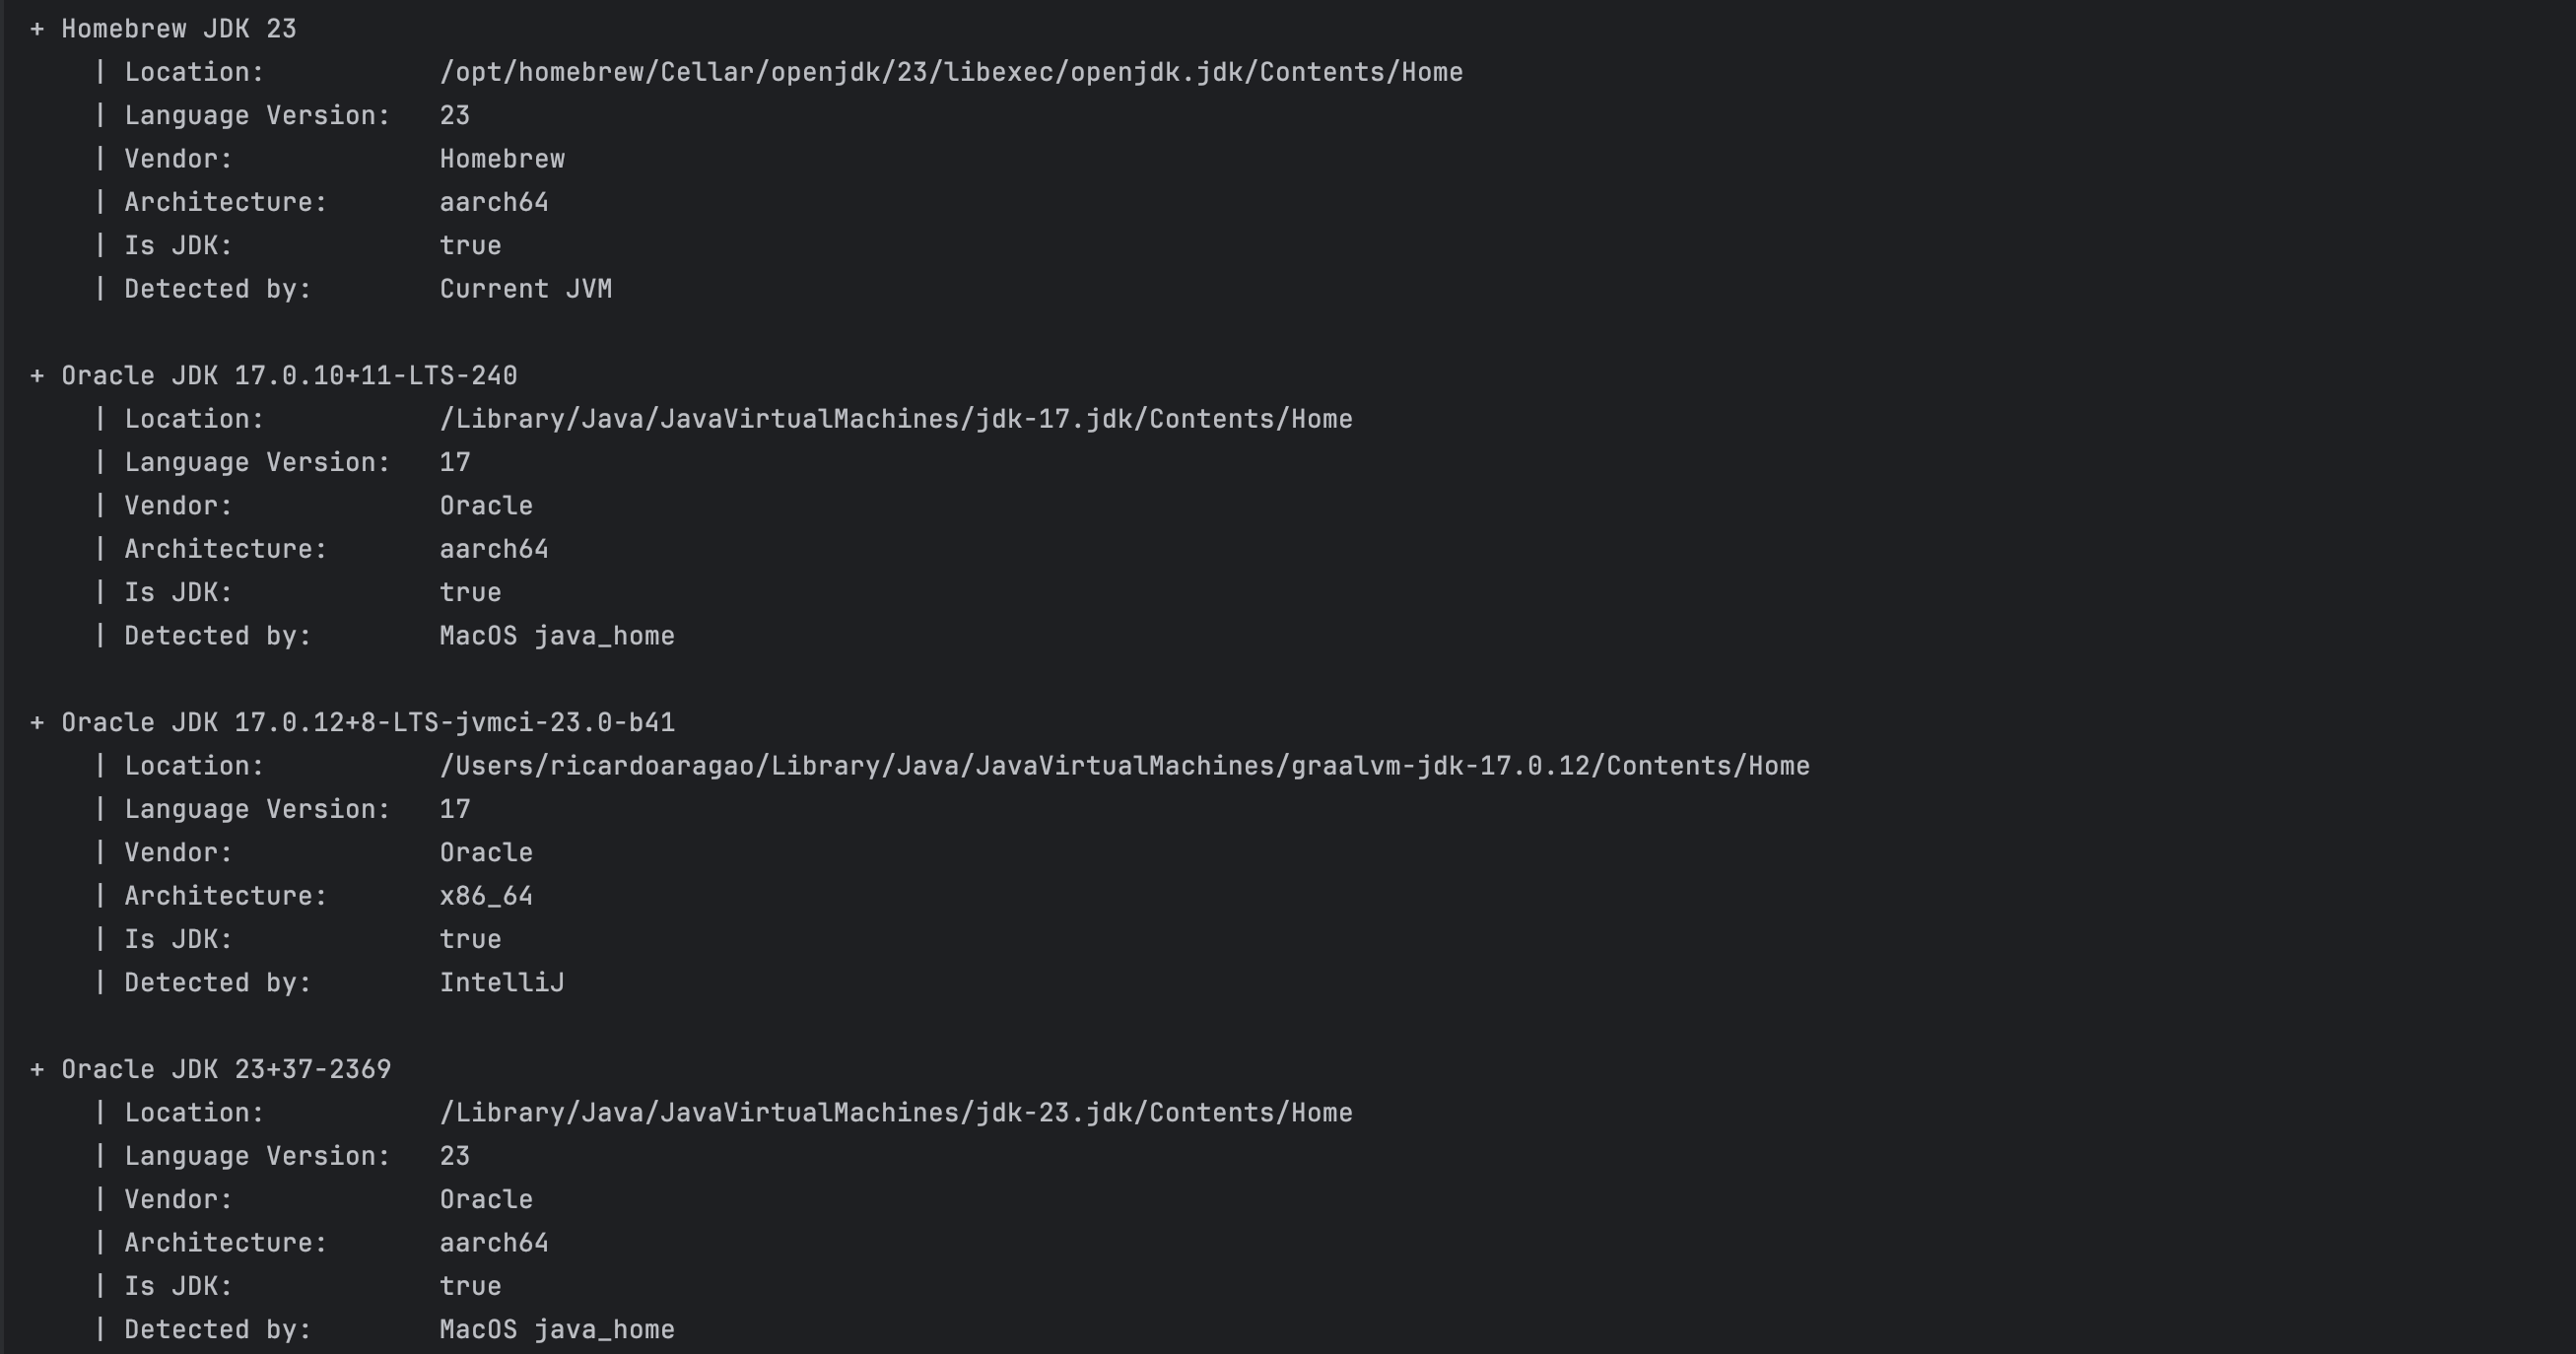 + Homebrew JDK 23
    | Location:           /opt/homebrew/Cellar/openjdk/23/libexec/openjdk.jdk/Contents/Home
    | Language Version:   23
    | Vendor:             Homebrew
    | Architecture:       aarch64
    | Is JDK:             true
    | Detected by:        Current JVM

+ Oracle JDK 17.0.10+11-LTS-240
    | Location:           /Library/Java/JavaVirtualMachines/jdk-17.jdk/Contents/Home
    | Language Version:   17
    | Vendor:             Oracle
    | Architecture:       aarch64
    | Is JDK:             true
    | Detected by:        MacOS java_home

+ Oracle JDK 17.0.12+8-LTS-jvmci-23.0-b41
    | Location:           /Users/ricardoaragao/Library/Java/JavaVirtualMachines/graalvm-jdk-17.0.12/Contents/Home
    | Language Version:   17
    | Vendor:             Oracle
    | Architecture:       x86_64
    | Is JDK:             true
    | Detected by:        IntelliJ

+ Oracle JDK 23+37-2369
    | Location:           /Library/Java/JavaVirtualMachines/jdk-23.jdk/Contents/Home
    | Language Version:   23
    | Vendor:             Oracle
    | Architecture:       aarch64
    | Is JDK:             true
    | Detected by:        MacOS java_home